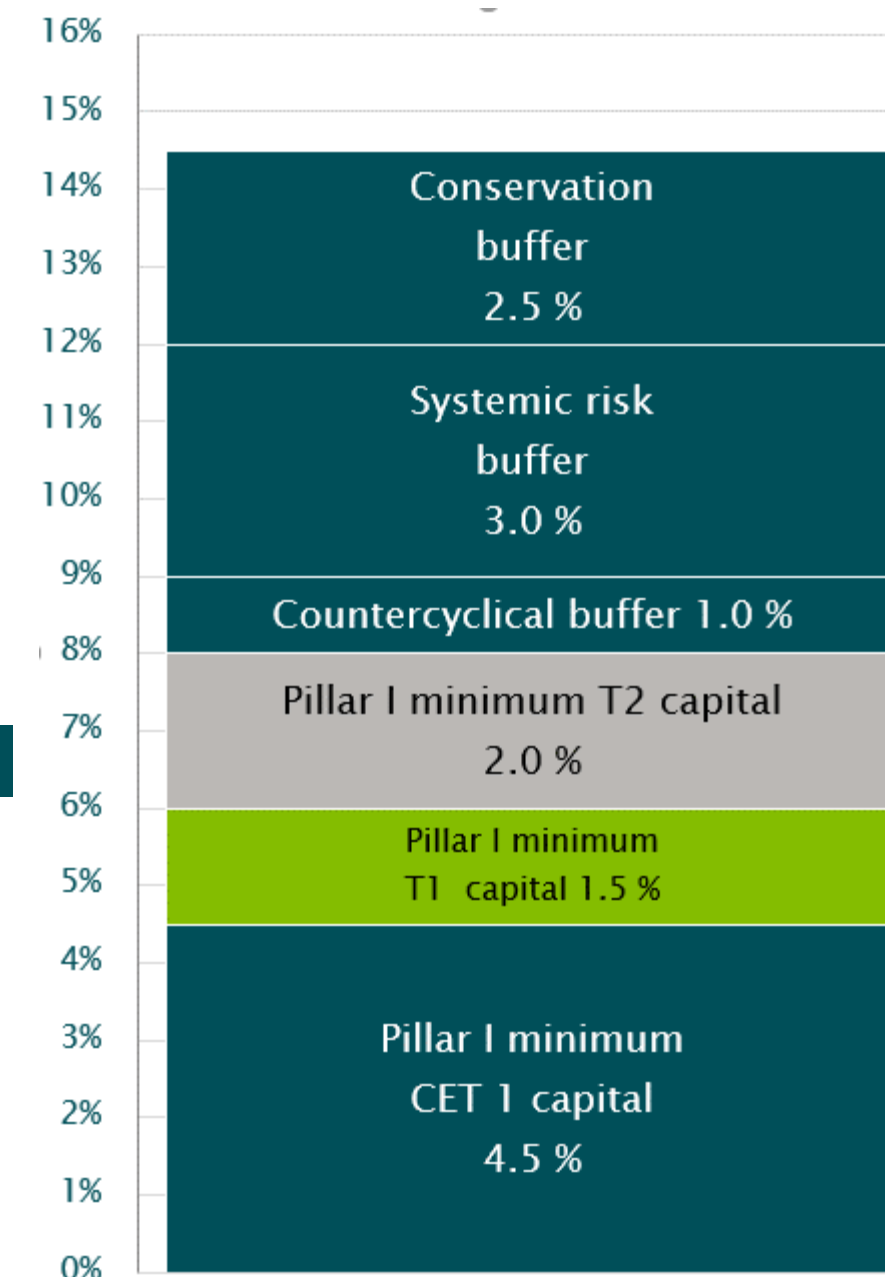 16%
15%
14%
13%
12%
11%
10%
9%
8%
7%
6%
5%
4%
3%
2%
1%
0%
Conservation
buffer
2.5 %
Systemic risk
buffer
3.0 %
Countercyclical buffer 1.0 %
Pillar I minimum T2 capital
2.0 %
Pillar I minimum
T1 capital 1.5 %
Pillar I minimum
CET 1 capital
4.5 %